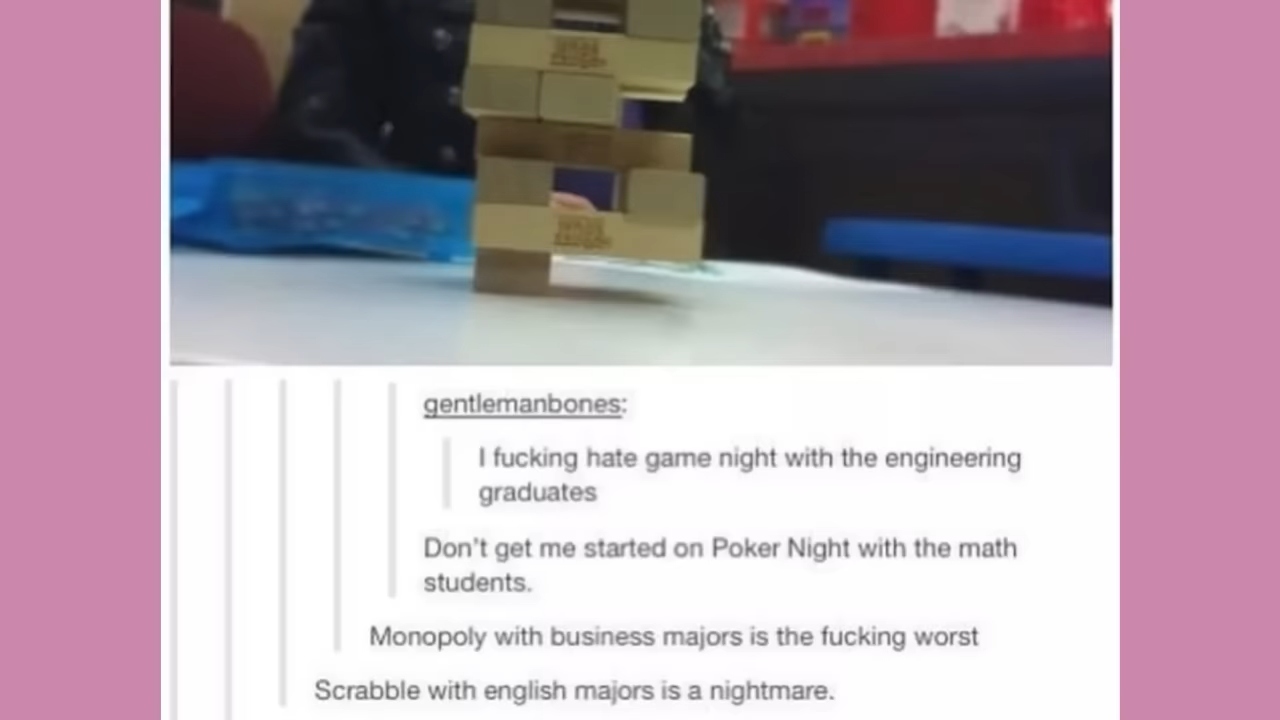 gentlemanbones:
I fucking hate game night with the engineering
graduates
Don't get me started on Poker Night with the math
students.
Monopoly with business majors is the fucking worst
Scrabble with english majors is a nightmare.